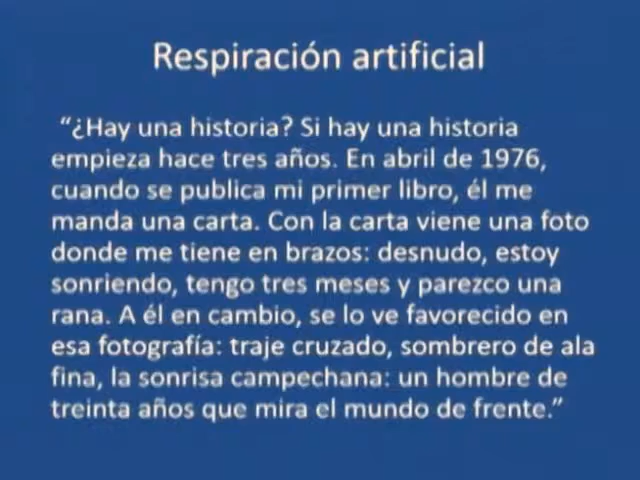 Respiración artificial
“¿Hay una historia? Si hay una historia
empieza hace tres años. En abril de 1976,
cuando se publica mi primer libro, él me
manda una carta. Con la carta viene una foto
donde me tiene en brazos: desnudo, estoy
sonriendo, tengo tres meses y parezco una
rana. A él en cambio, se lo ve favorecido en
esa fotografía: traje cruzado, sombrero de ala
fina, la sonrisa campechana: un hombre de
treinta años que mira el mundo de frente.”